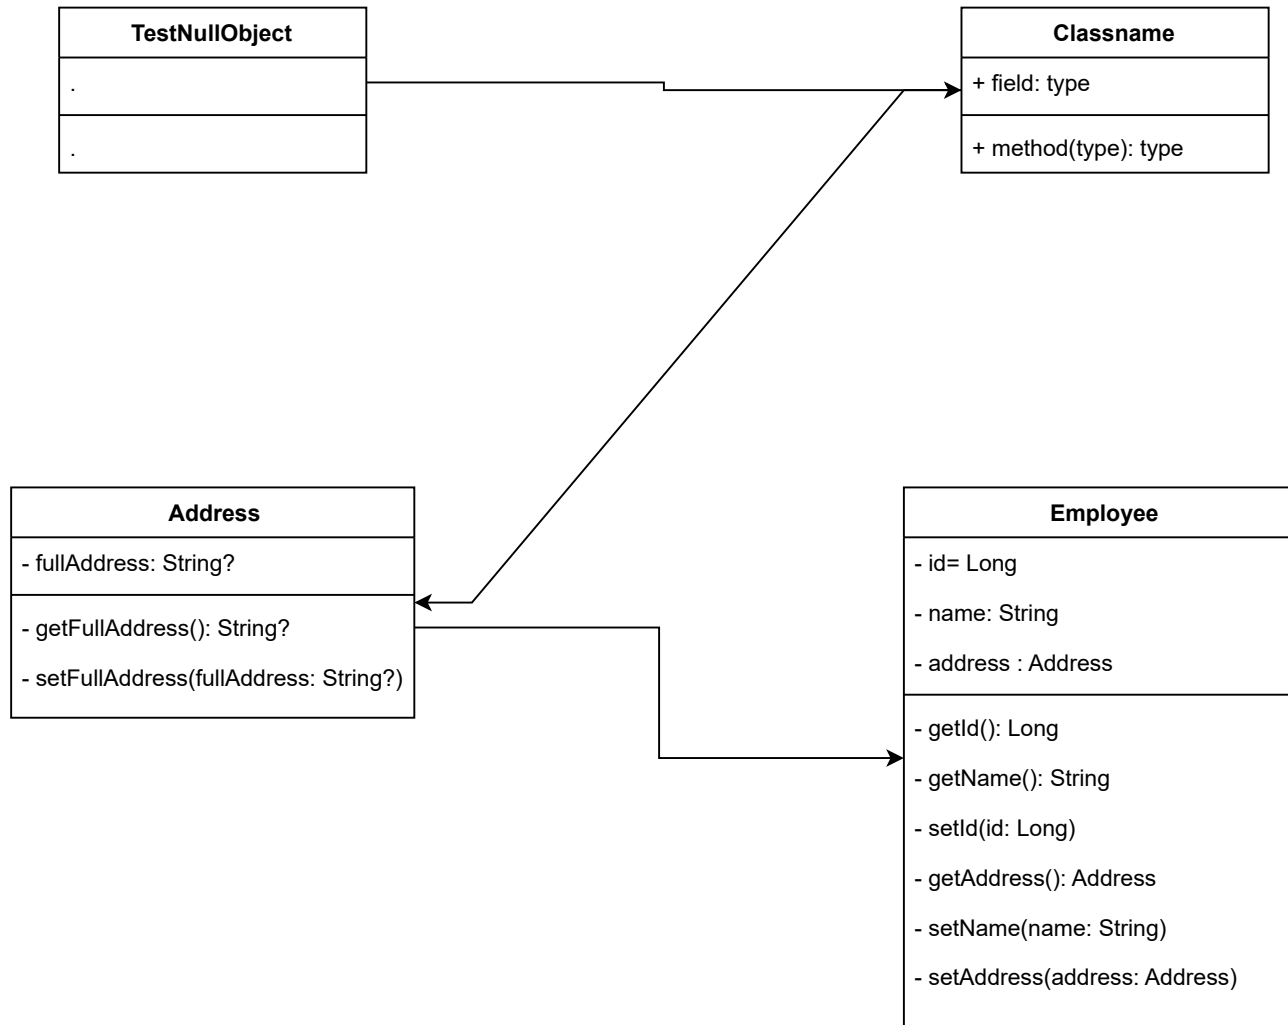 TestNullObject
.
.
Classname
+ field: type
+ method(type): type
Address
- fullAddress: String?
- getFullAddress(): String?
- setFullAddress(fullAddress: String?)
Employee
- id= Long
- name: String
- address : Address
- getId(): Long
- getName(): String
- setId(id: Long)
- getAddress(): Address
- setName(name: String)
- setAddress(address: Address)